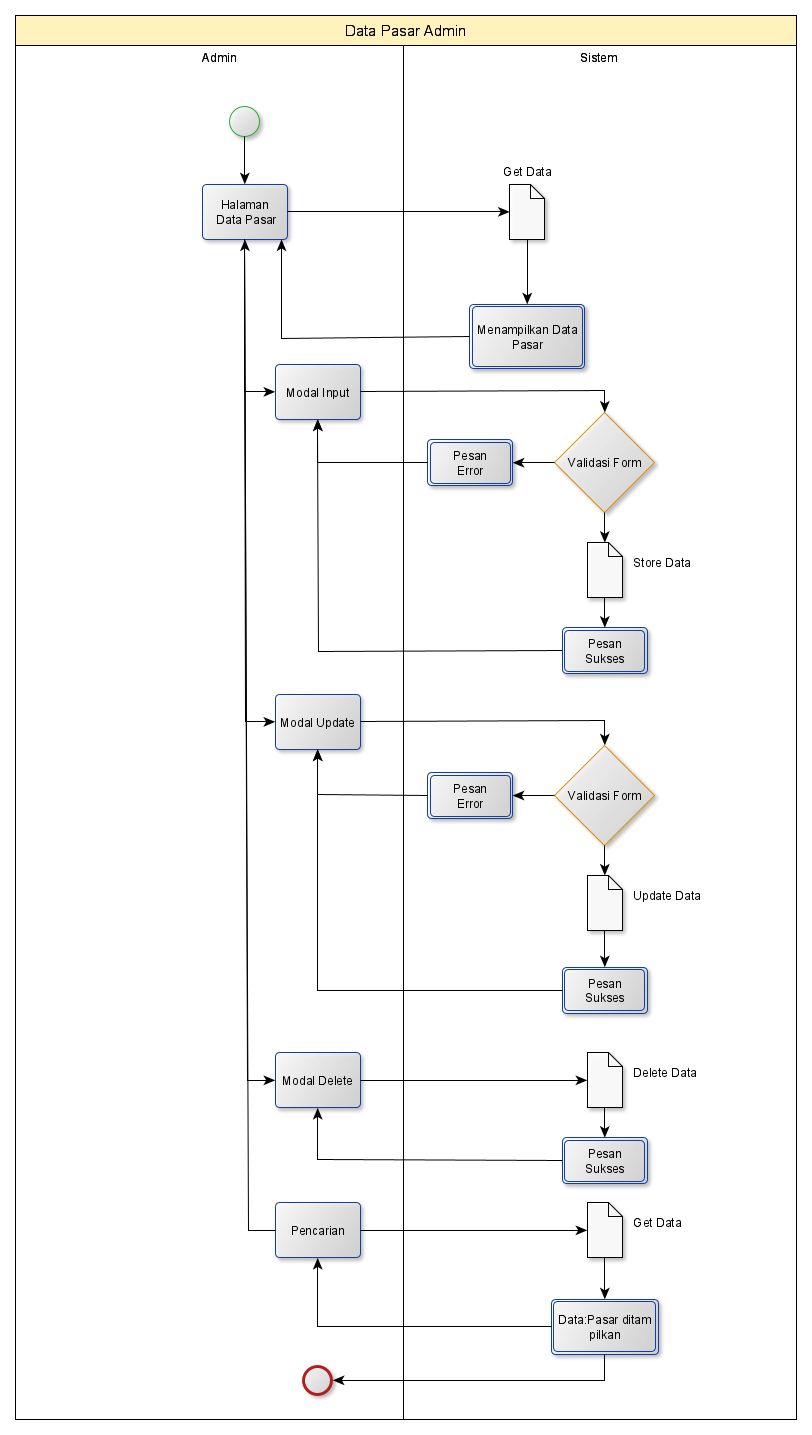 Data Pasar Admin
Admin
Sistem
Get Data
Halaman
Data Pasar
Menampilkan Data
Pasar
Modal Input
Pesan
Error
Validasi Form
Store Data
Pesan
Sukses
Modal Update
Pesan
Error
Validasi Form
Update Data
Pesan
Sukses
Modal Delete
Delete Data
Pesan
Sukses
Pencarian
Get Data
Data:Pasar ditam
pilkan